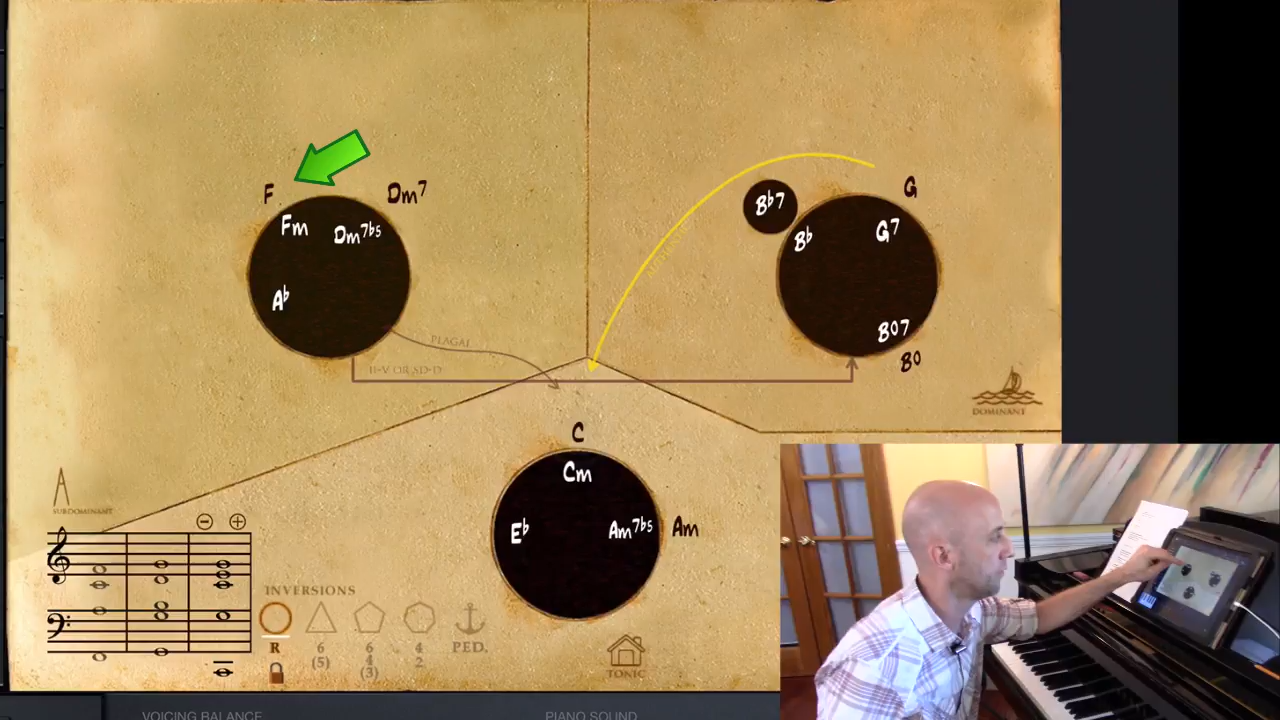 F
Dm7
Fm
Dm7b5
Ab
G
Bb7
Bb
G7
BO7
BO
AUTHENTIC
PLAGAL
II-V OR SD-D
DOMINANT
C
Cm
Eb
Am7b5
Am
SUBDOMINANT
INVERSIONS
R
6
(5)
6
4
(3)
4
2
PED.
TONIC
VOICING BALANCE
PIANO SOUND